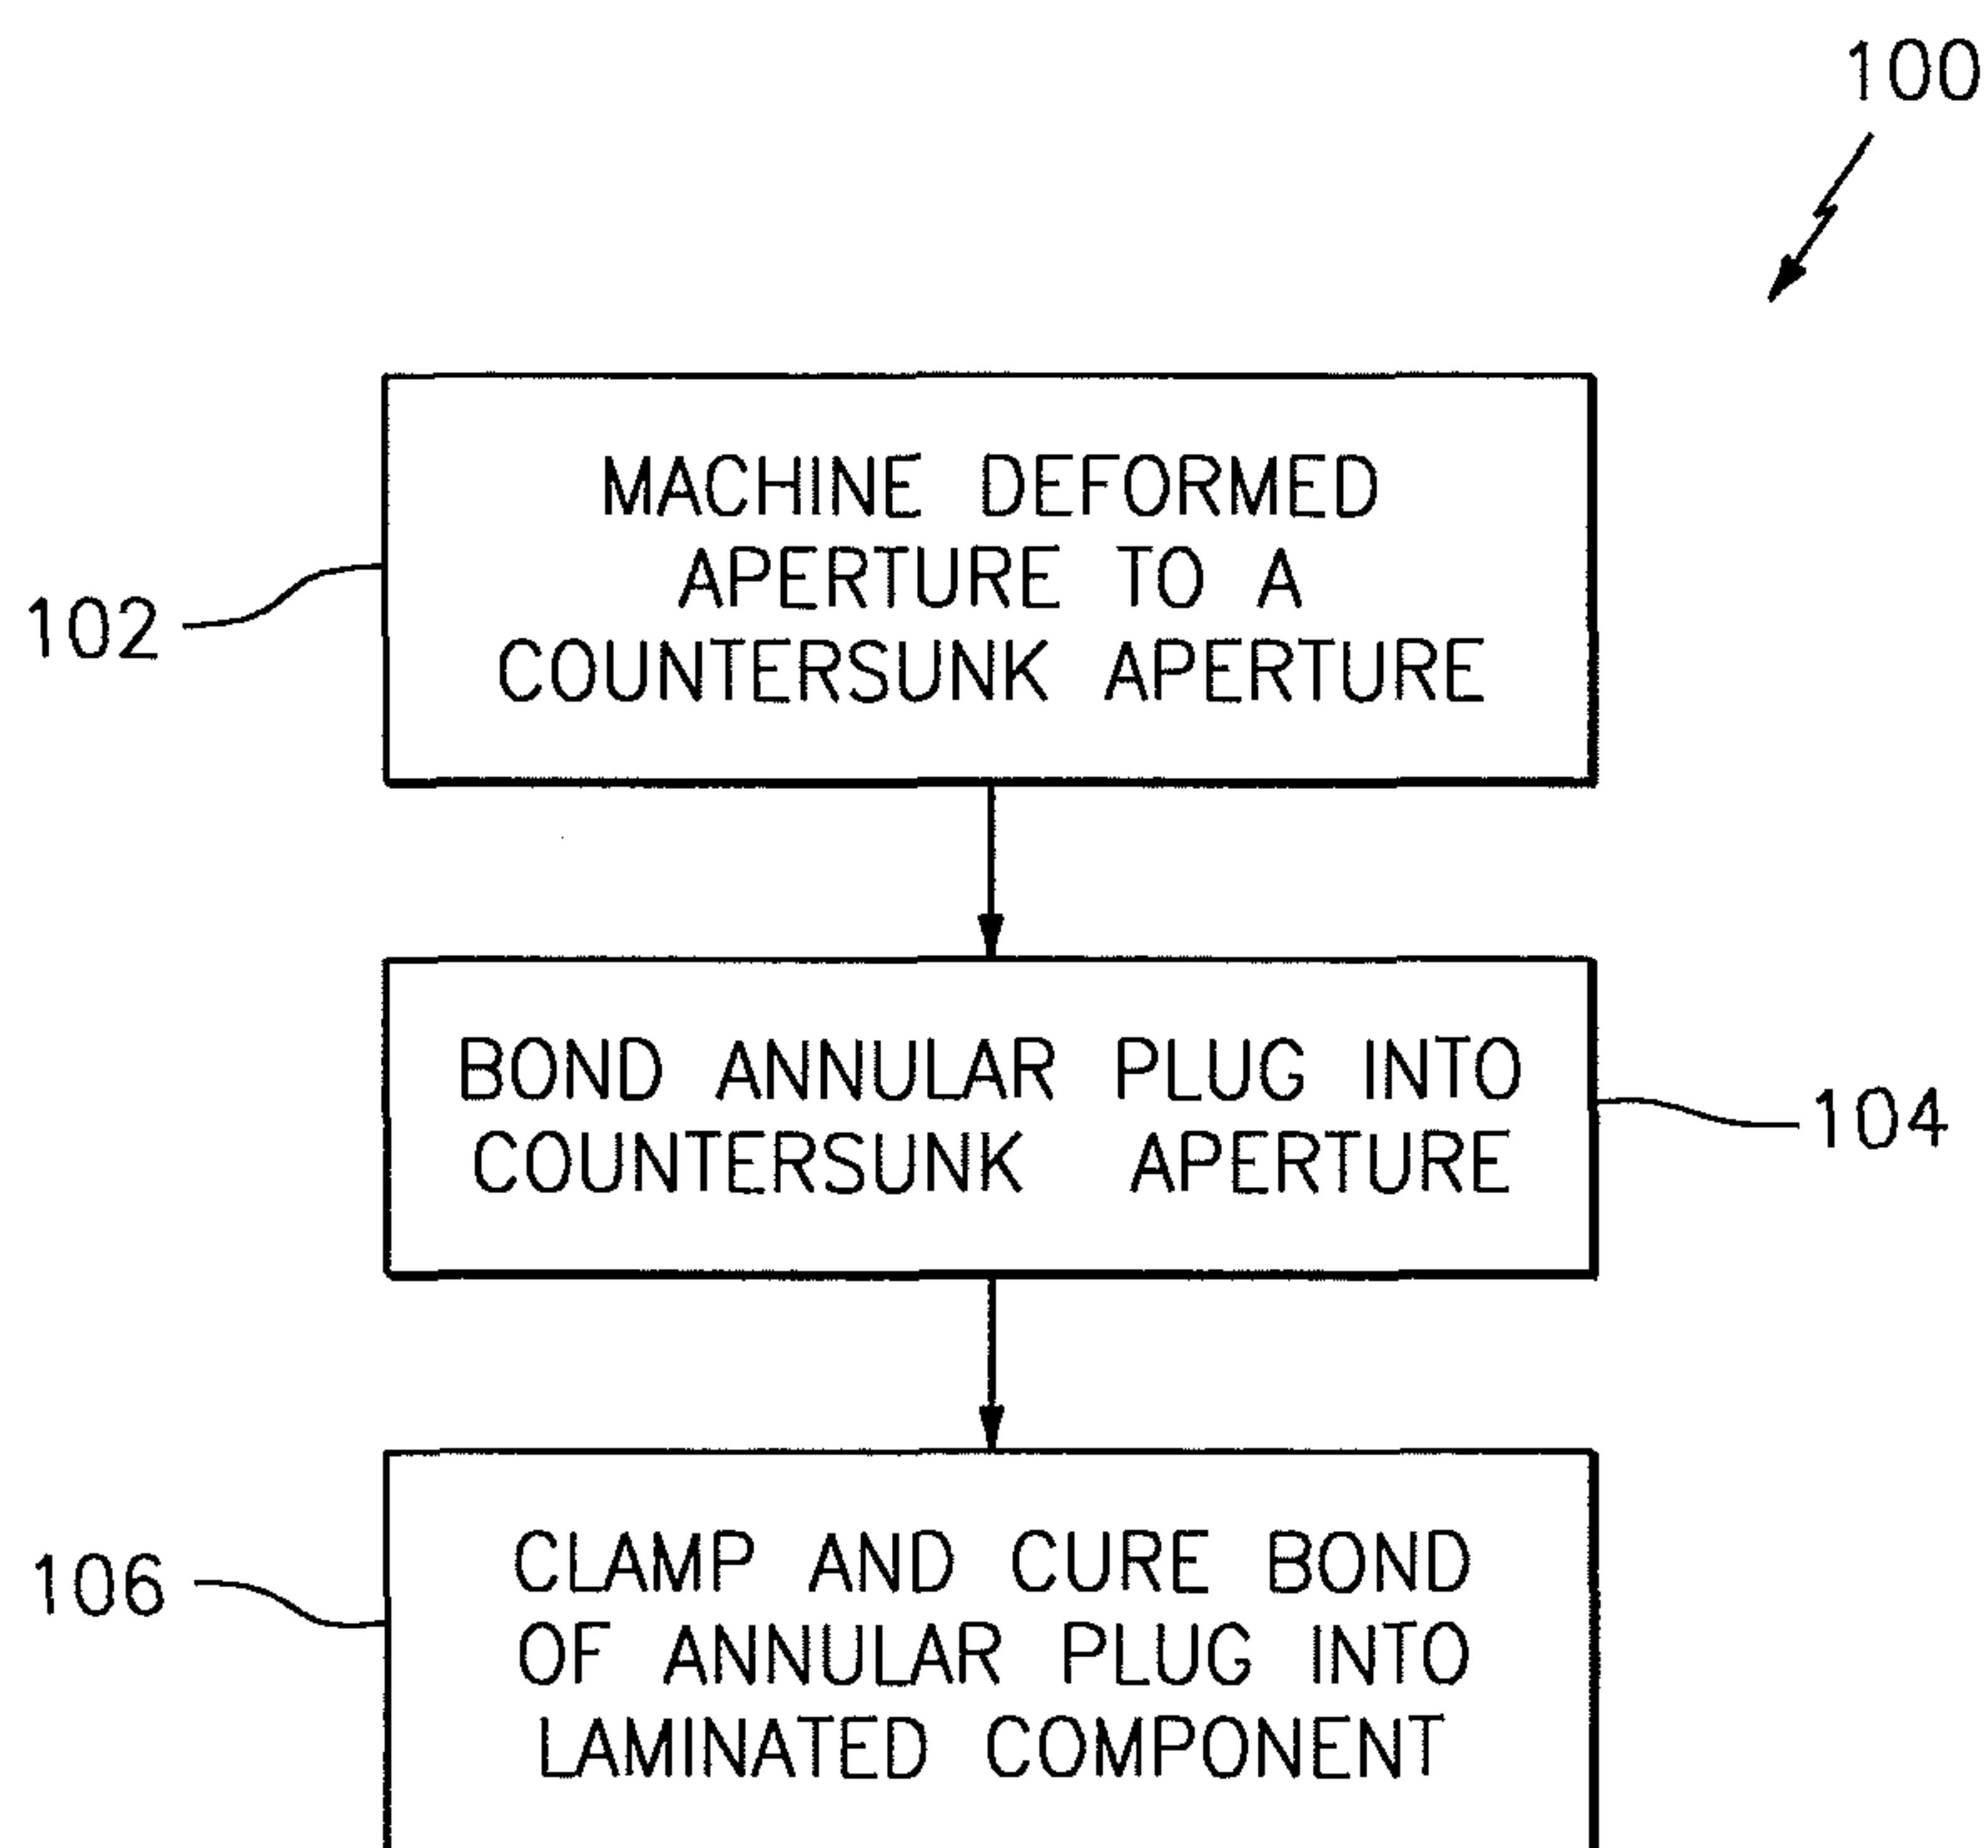 100
MACHINE DEFORMED
APERTURE TO A
COUNTERSUNK APERTURE
102
BOND ANNULAR PLUG INTO
COUNTERSUNK APERTURE
104
CLAMP AND CURE BOND
OF ANNULAR PLUG INTO
LAMINATED COMPONENT
106